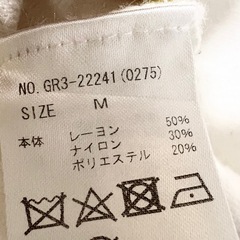 NO.GR3-22241(0275)
SIZE M
本体 レーヨン 50%
ナイロン 30%
ポリエステル 20%